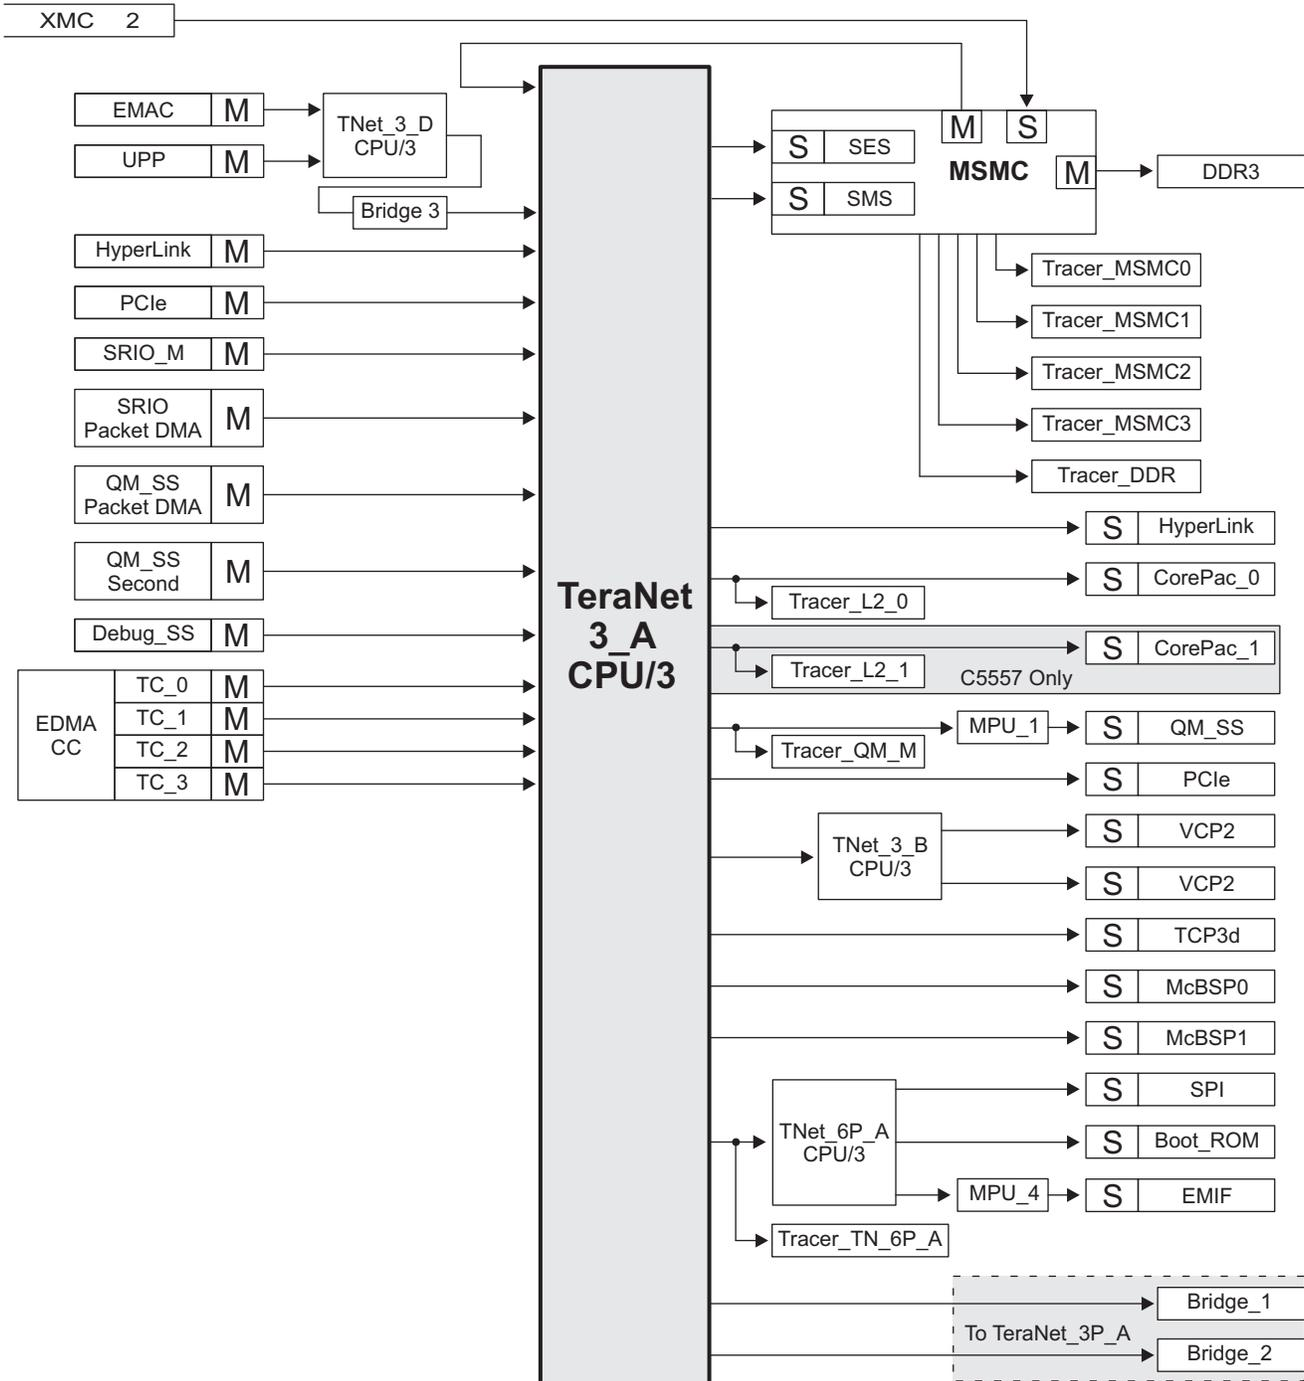 XMC 2
EMAC M
UPP M
TNet_3_D
CPU/3
Bridge 3
HyperLink M
PCIe M
SRIO_M M
SRIO
Packet DMA M
QM_SS
Packet DMA M
QM_SS
Second M
Debug_SS M
EDMA
CC
TC_0 M
TC_1 M
TC_2 M
TC_3 M
TeraNet
3_A
CPU/3
S SES
S SMS
M S
MSMC
M
DDR3
Tracer_MSMC0
Tracer_MSMC1
Tracer_MSMC2
Tracer_MSMC3
Tracer_DDR
S HyperLink
S CorePac_0
Tracer_L2_0
S CorePac_1
Tracer_L2_1
C5557 Only
MPU_1
S QM_SS
Tracer_QM_M
S PCIe
TNet_3_B
CPU/3
S VCP2
S VCP2
S TCP3d
S McBSP0
S McBSP1
TNet_6P_A
CPU/3
S SPI
S Boot_ROM
MPU_4
S EMIF
Tracer_TN_6P_A
Bridge_1
To TeraNet_3P_A
Bridge_2